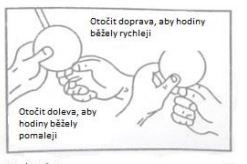 Otočit doprava, aby hodiny
běžely rychleji
Otočit doleva, aby
hodiny běžely
pomaleji